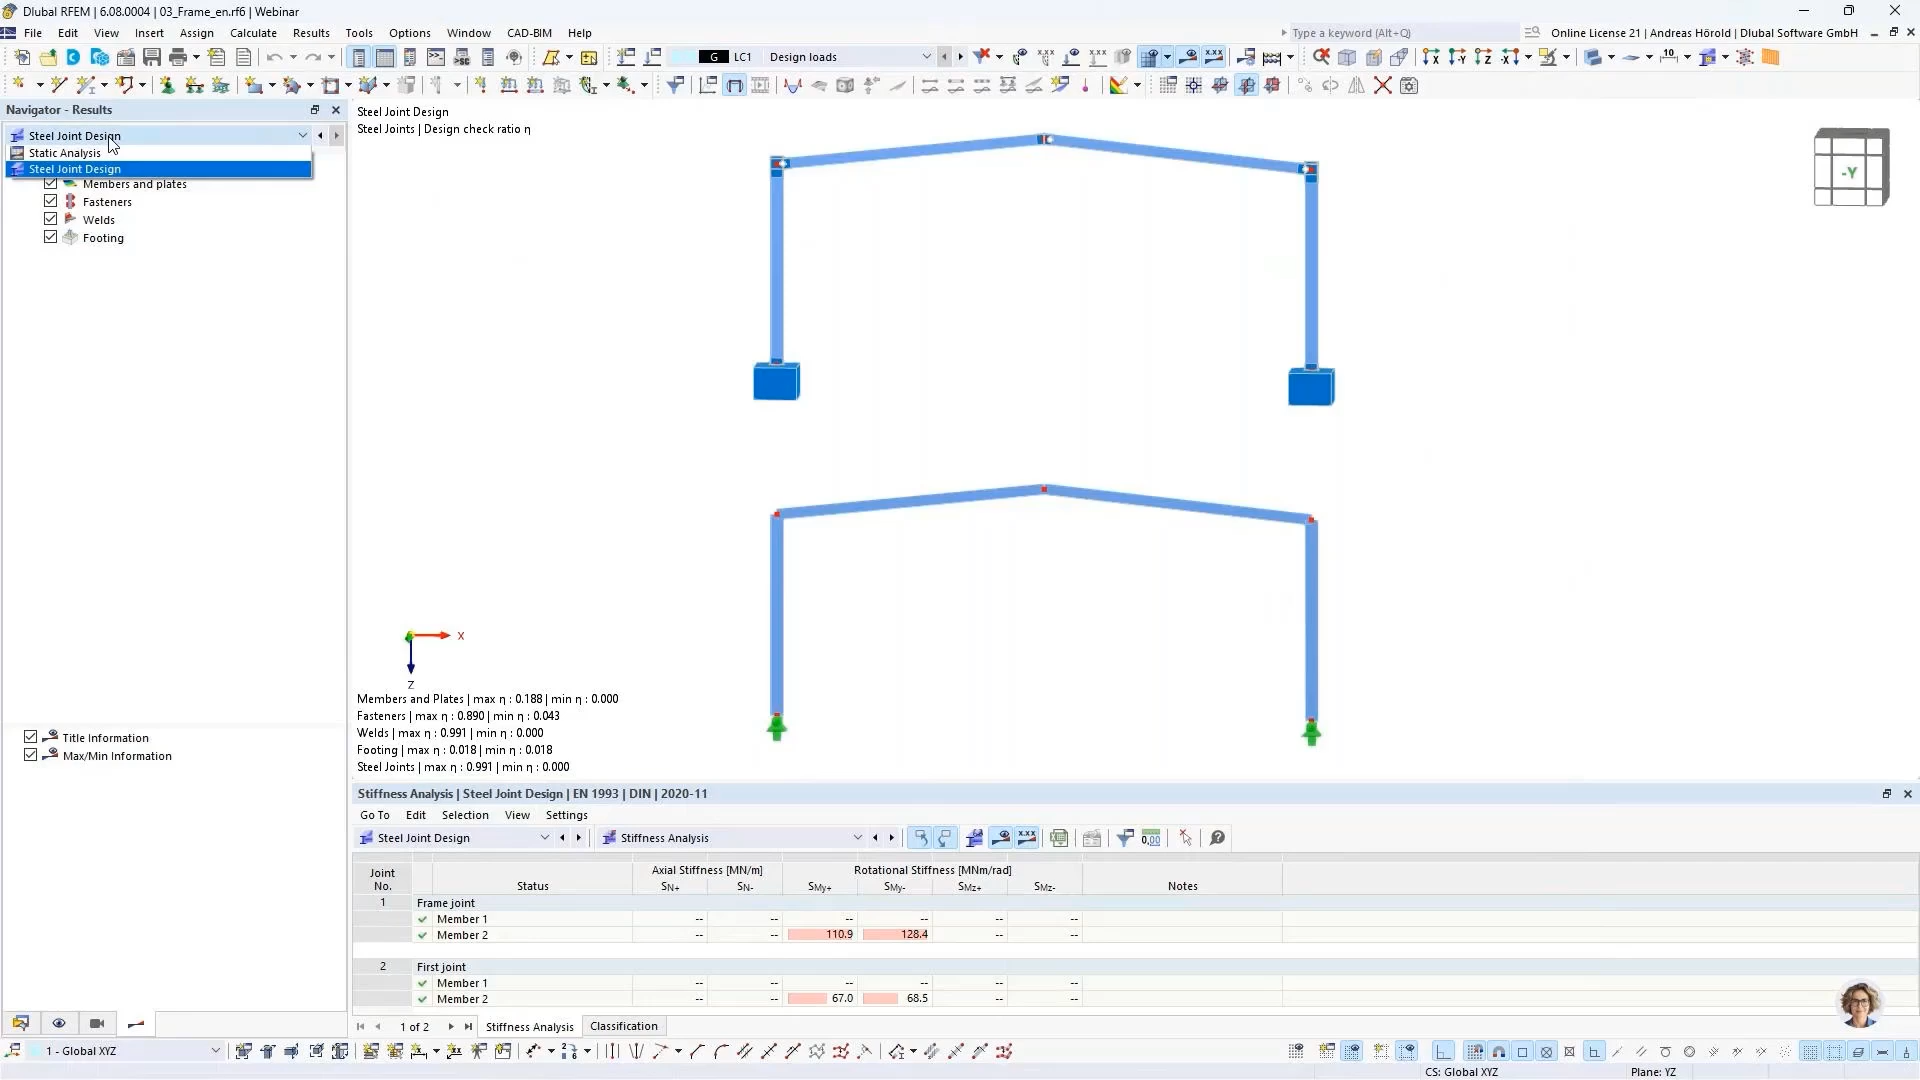 Dlubal RFEM | 6.08.0004 | 03_Frame_en.rf6 | Webinar
File Edit View Insert Assign Calculate Results Tools Options Window CAD-BIM Help
Type a keyword (Alt+Q)
Online License 21 | Andreas Hörold | Dlubal Software GmbH
G LC1 Design loads
Navigator - Results
Steel Joint Design
Static Analysis
Steel Joint Design
Members and plates
Fasteners
Welds
Footing
Title Information
Max/Min Information
Steel Joint Design
Steel Joints | Design check ratio η
-Y
X
Z
Members and Plates | max η : 0.188 | min η : 0.000
Fasteners | max η : 0.890 | min η : 0.043
Welds | max η : 0.991 | min η : 0.000
Footing | max η : 0.018 | min η : 0.018
Steel Joints | max η : 0.991 | min η : 0.000
Stiffness Analysis | Steel Joint Design | EN 1993 | DIN | 2020-11
Go To Edit Selection View Settings
Steel Joint Design Stiffness Analysis
Joint No. Status Axial Stiffness [MN/m] Rotational Stiffness [MNm/rad] Notes
SN+ SN- SMy+ SMy- SMz+ SMz-
1 Frame joint
Member 1 -- -- -- -- -- --
Member 2 -- -- 110.9 128.4 -- --
2 First joint
Member 1 -- -- -- -- -- --
Member 2 -- -- 67.0 68.5 -- --
1 of 2 Stiffness Analysis Classification
1 - Global XYZ
CS: Global XYZ Plane: YZ